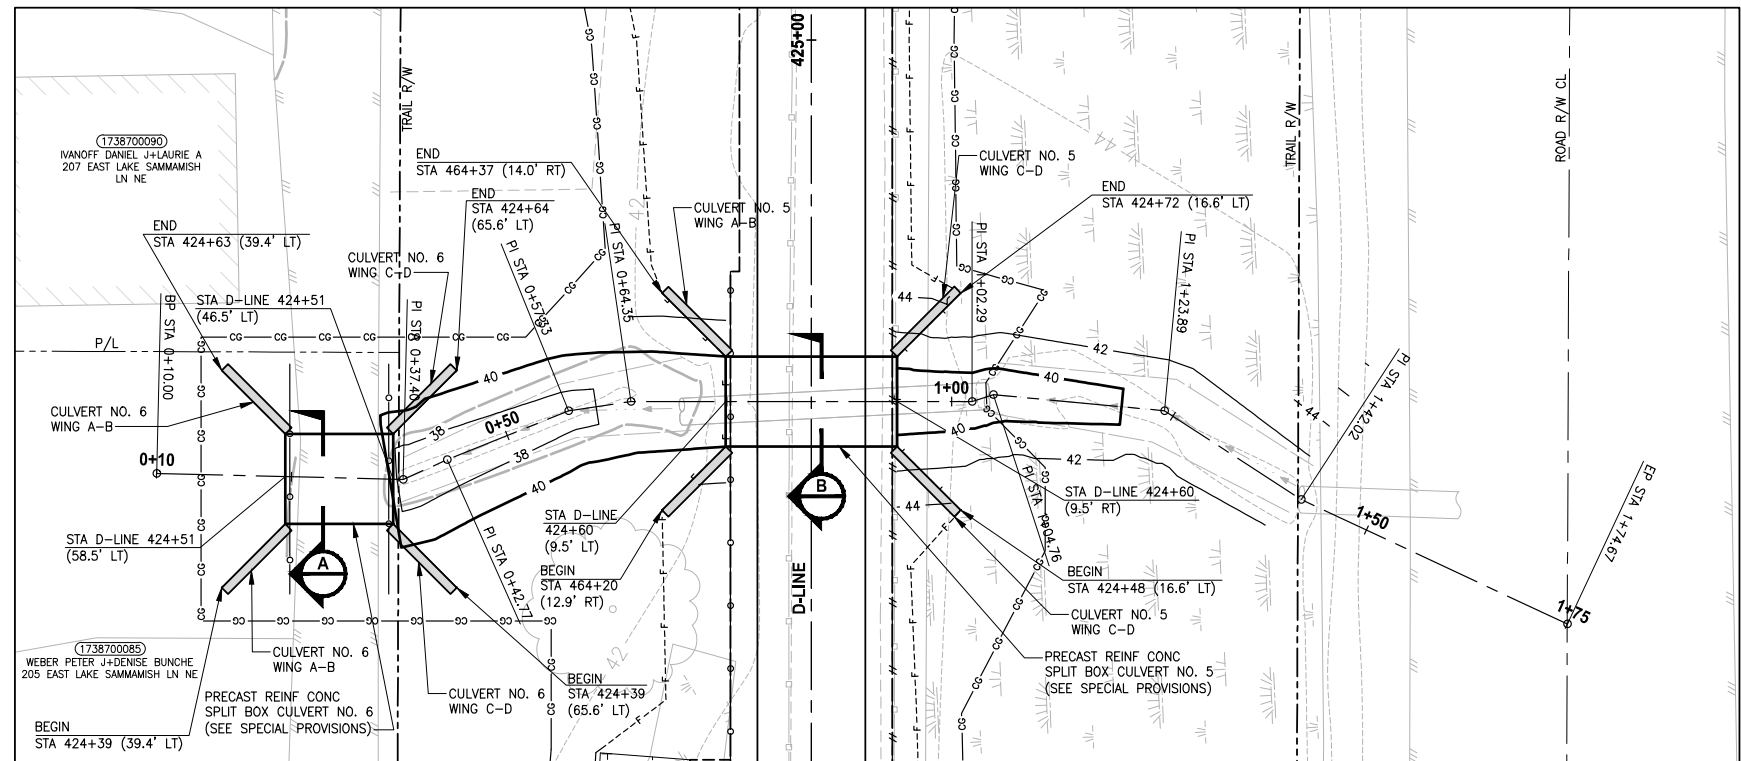 425+00
TRAIL R/W
TRAIL R/W
ROAD R/W CL
1738700090
IVANOFF DANIEL J+LAURIE A
207 EAST LAKE SAMMAMISH
LN NE
END
STA 464+37 (14.0' RT)
END
STA 424+64
(65.6' LT)
CULVERT NO. 5
WING A-B
CULVERT NO. 5
WING C-D
END
STA 424+72 (16.6' LT)
END
STA 424+63 (39.4' LT)
CULVERT NO. 6
WING C-D
STA D-LINE 424+51
(46.5' LT)
BP STA 0+10.00
PI STA 0+37.40
PI STA 0+57.33
PI STA 0+64.35
PI STA 1+02.29
PI STA 1+23.89
PI STA 1+42.02
EP STA 1+74.67
PI STA 0+42.77
PI STA 1+04.76
P/L
CULVERT NO. 6
WING A-B
0+10
0+50
1+00
1+50
1+75
40
38
38
40
42
42
44
44
44
44
42
40
40
42
A
B
D-LINE
STA D-LINE 424+51
(58.5' LT)
STA D-LINE
424+60
(9.5' LT)
STA D-LINE 424+60
(9.5' RT)
BEGIN
STA 464+20
(12.9' RT)
BEGIN
STA 424+48 (16.6' LT)
CULVERT NO. 5
WING C-D
PRECAST REINF CONC
SPLIT BOX CULVERT NO. 5
(SEE SPECIAL PROVISIONS)
1738700085
WEBER PETER J+DENISE BUNCHE
205 EAST LAKE SAMMAMISH LN NE
CULVERT NO. 6
WING A-B
PRECAST REINF CONC
SPLIT BOX CULVERT NO. 6
(SEE SPECIAL PROVISIONS)
CULVERT NO. 6
WING C-D
BEGIN
STA 424+39
(65.6' LT)
BEGIN
STA 424+39 (39.4' LT)